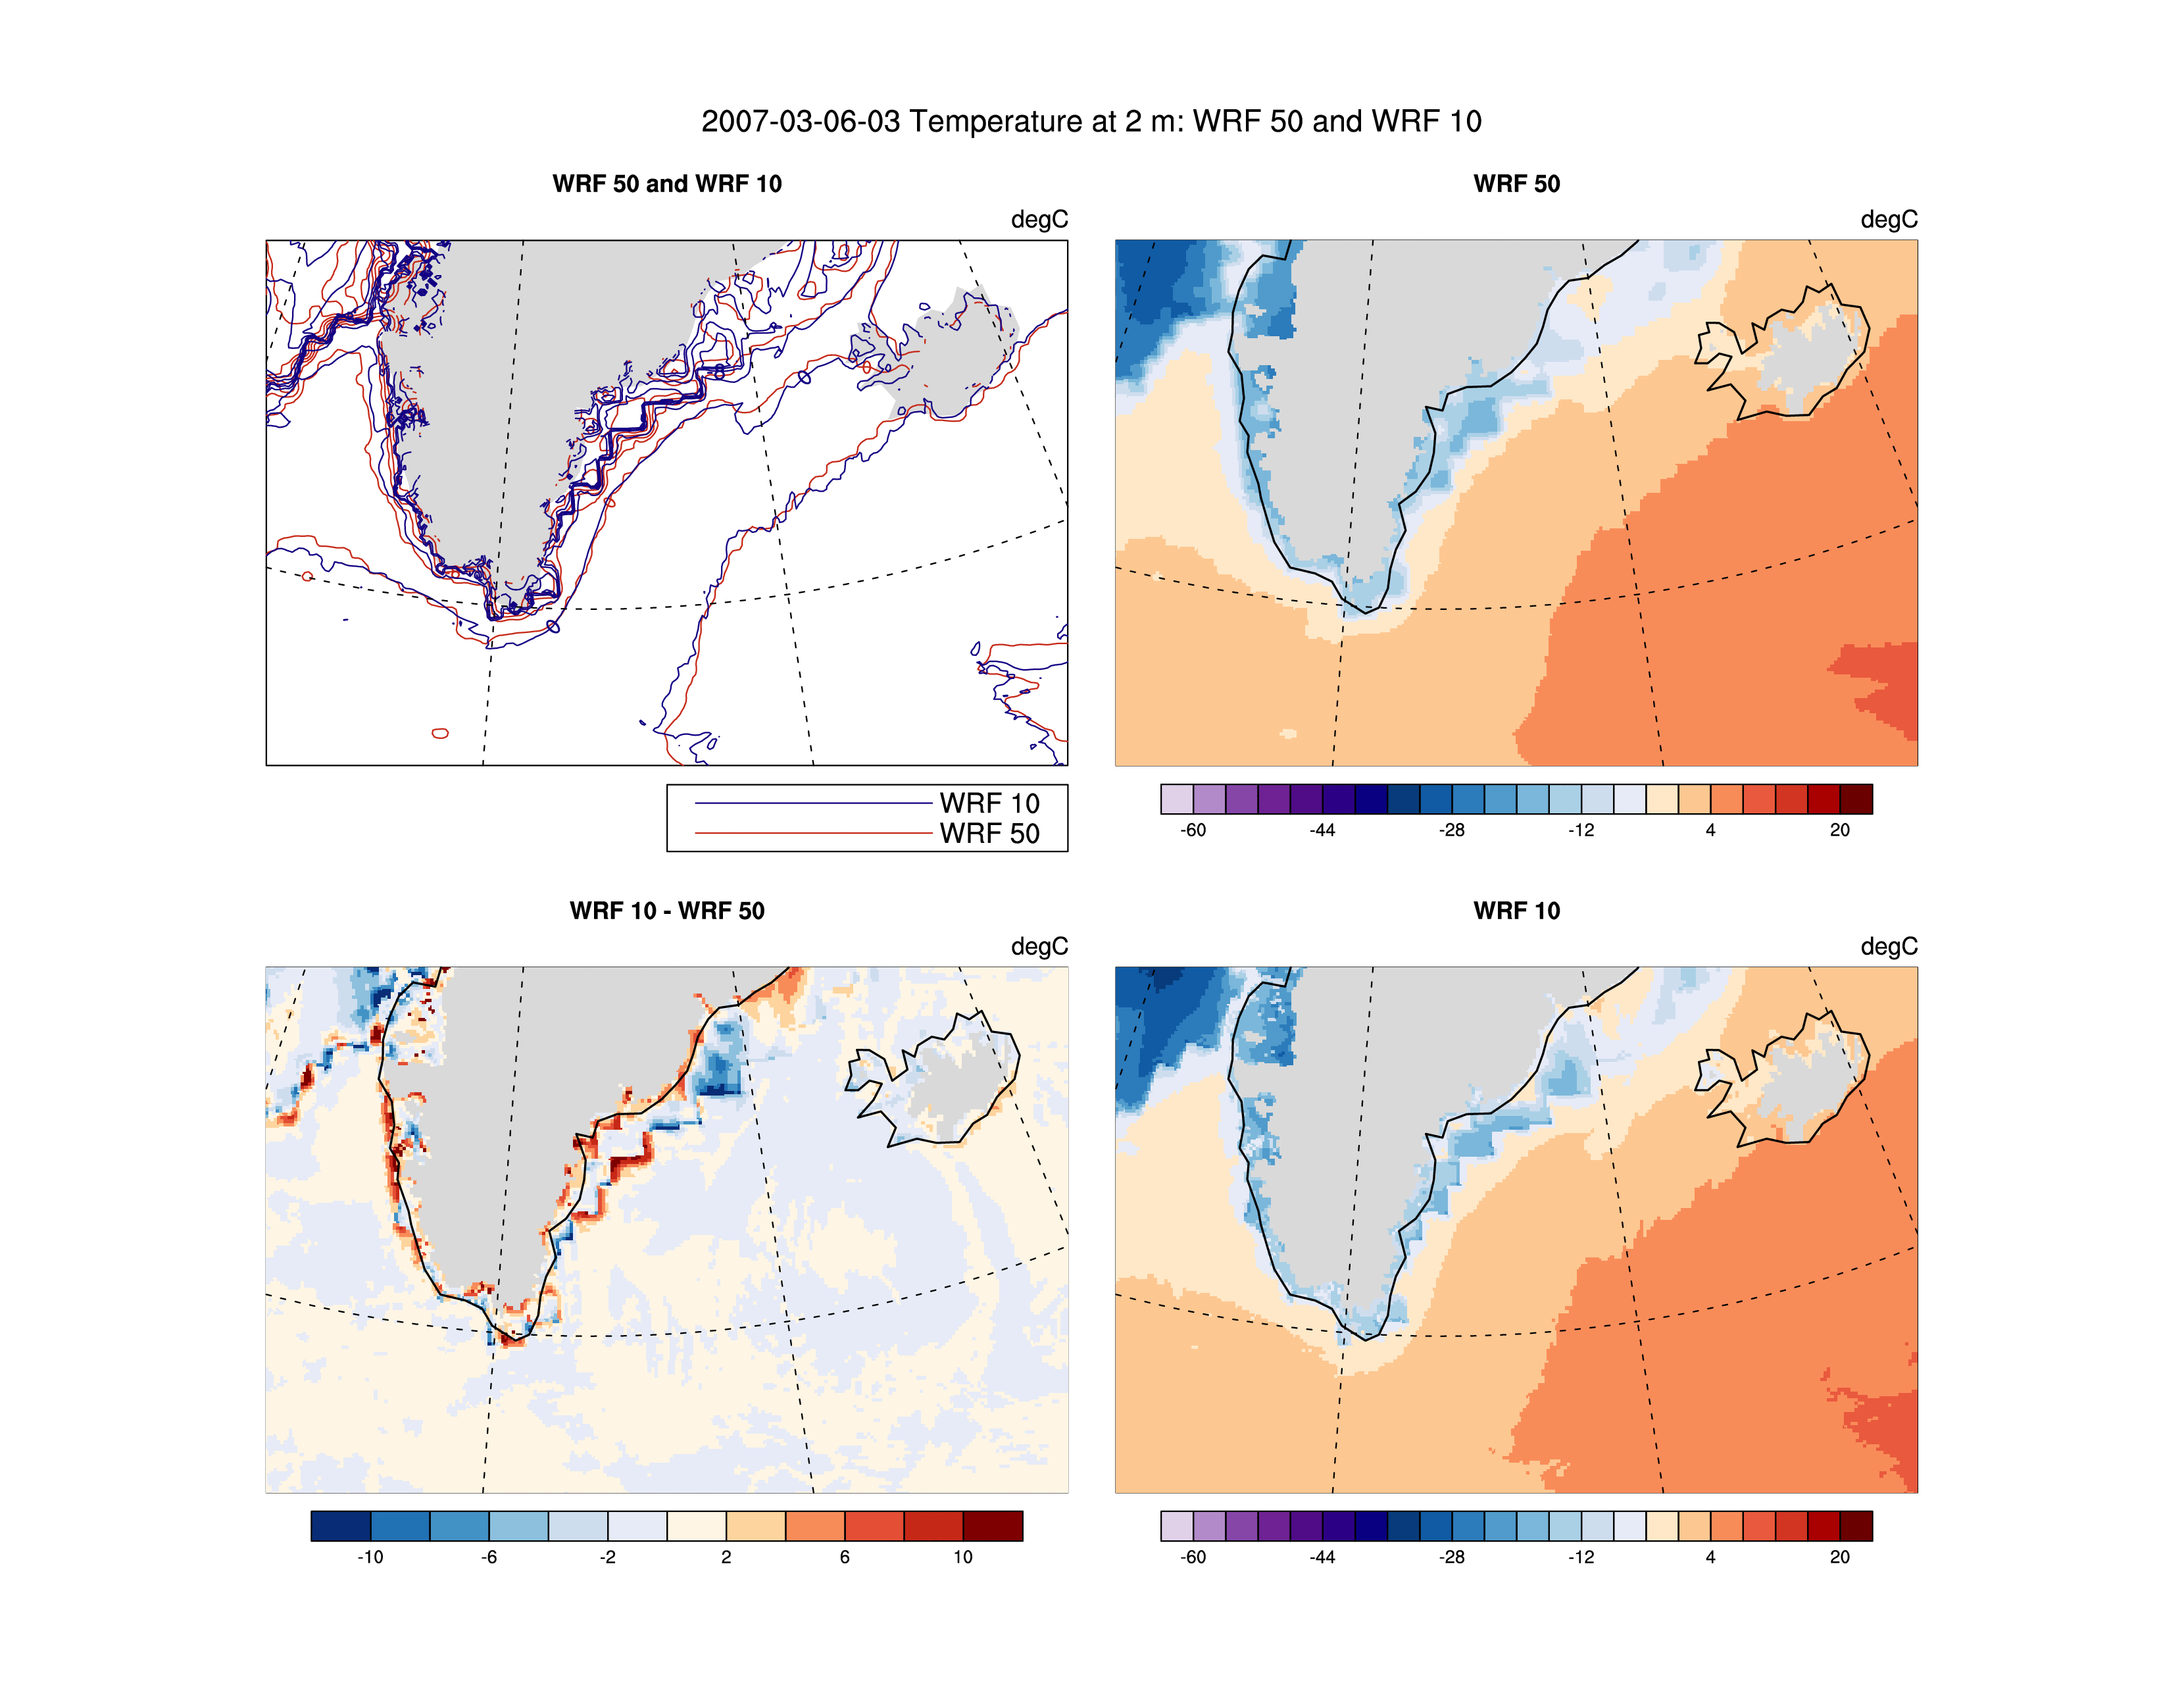 2007-03-06-03 Temperature at 2 m: WRF 50 and WRF 10
WRF 50 and WRF 10
degC
WRF 10
WRF 50
WRF 50
degC
-60 -44 -28 -12 4 20
WRF 10 - WRF 50
degC
-10 -6 -2 2 6 10
WRF 10
degC
-60 -44 -28 -12 4 20